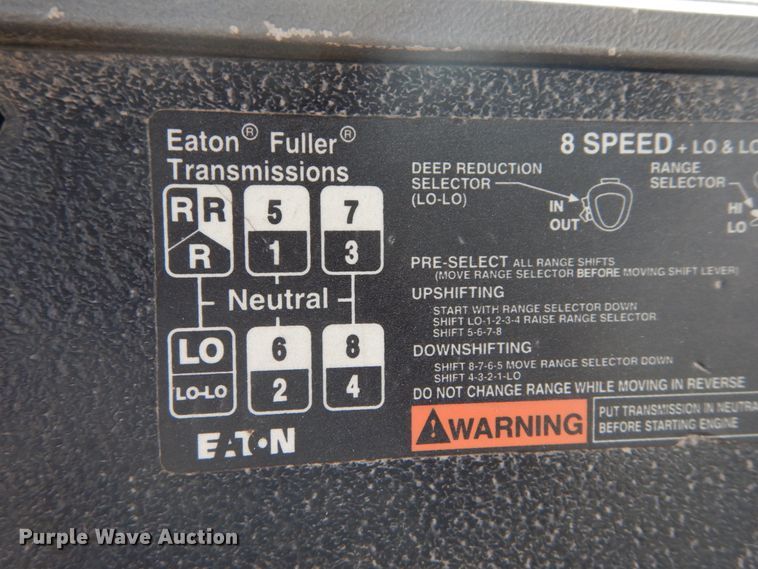 Eaton® Fuller®
Transmissions
8 SPEED + LO & LO
DEEP REDUCTION
SELECTOR
(LO-LO)
IN
OUT
RANGE
SELECTOR
HI
LO
R R
R
5
1
7
3
Neutral
LO
LO-LO
6
2
8
4
EATON
PRE-SELECT ALL RANGE SHIFTS
(MOVE RANGE SELECTOR BEFORE MOVING SHIFT LEVER)
UPSHIFTING
START WITH RANGE SELECTOR DOWN
SHIFT LO-1-2-3-4 RAISE RANGE SELECTOR
SHIFT 5-6-7-8
DOWNSHIFTING
SHIFT 8-7-6-5 MOVE RANGE SELECTOR DOWN
SHIFT 4-3-2-1-LO
DO NOT CHANGE RANGE WHILE MOVING IN REVERSE
WARNING
PUT TRANSMISSION IN NEUTRA
BEFORE STARTING ENGINE
Purple Wave Auction